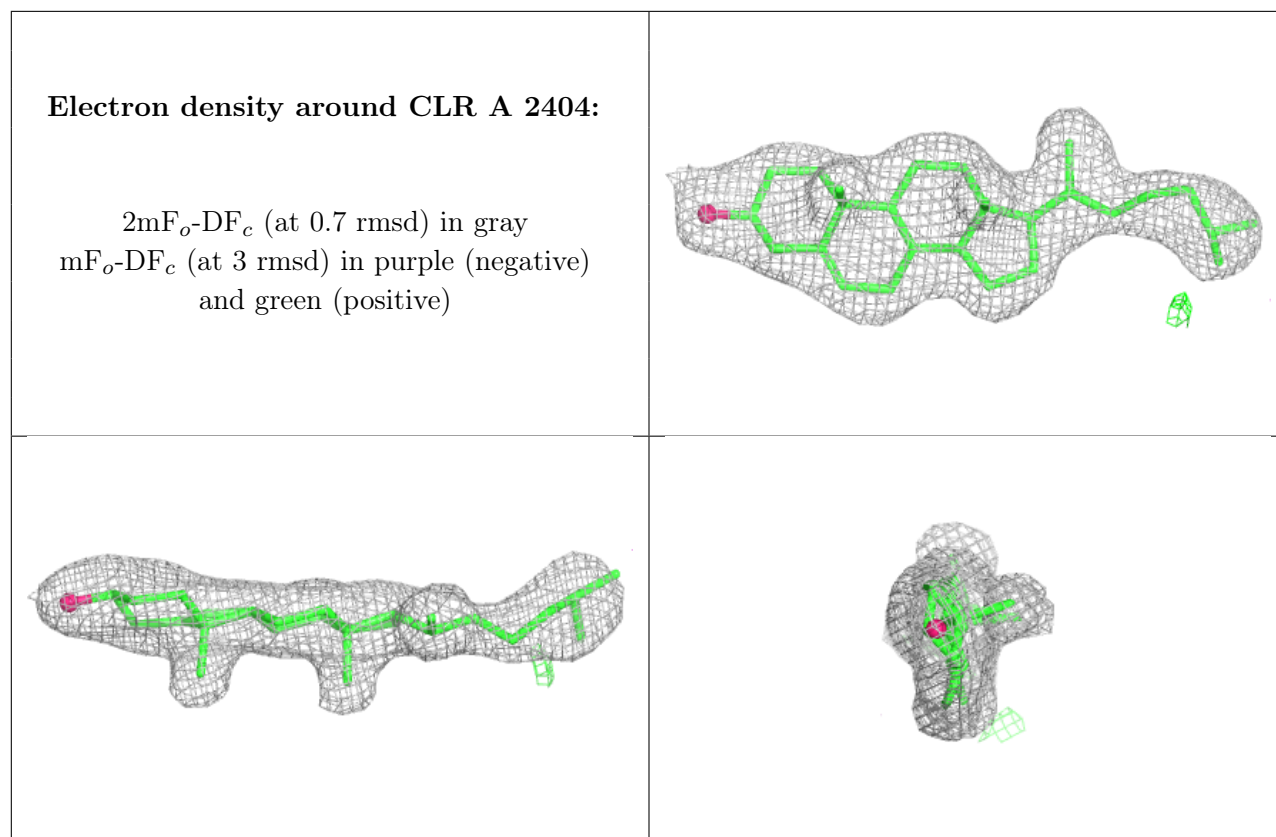 Electron density around CLR A 2404:
2mFₒ-DF𝒸 (at 0.7 rmsd) in gray
mFₒ-DF𝒸 (at 3 rmsd) in purple (negative)
and green (positive)